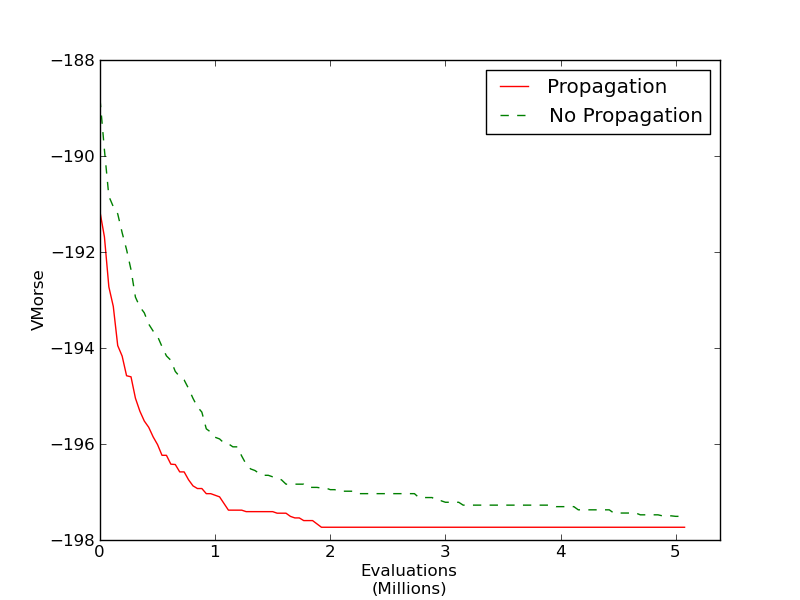 −188
−190
−192
−194
−196
−198
VMorse
Propagation
No Propagation
0 1 2 3 4 5
Evaluations
(Millions)